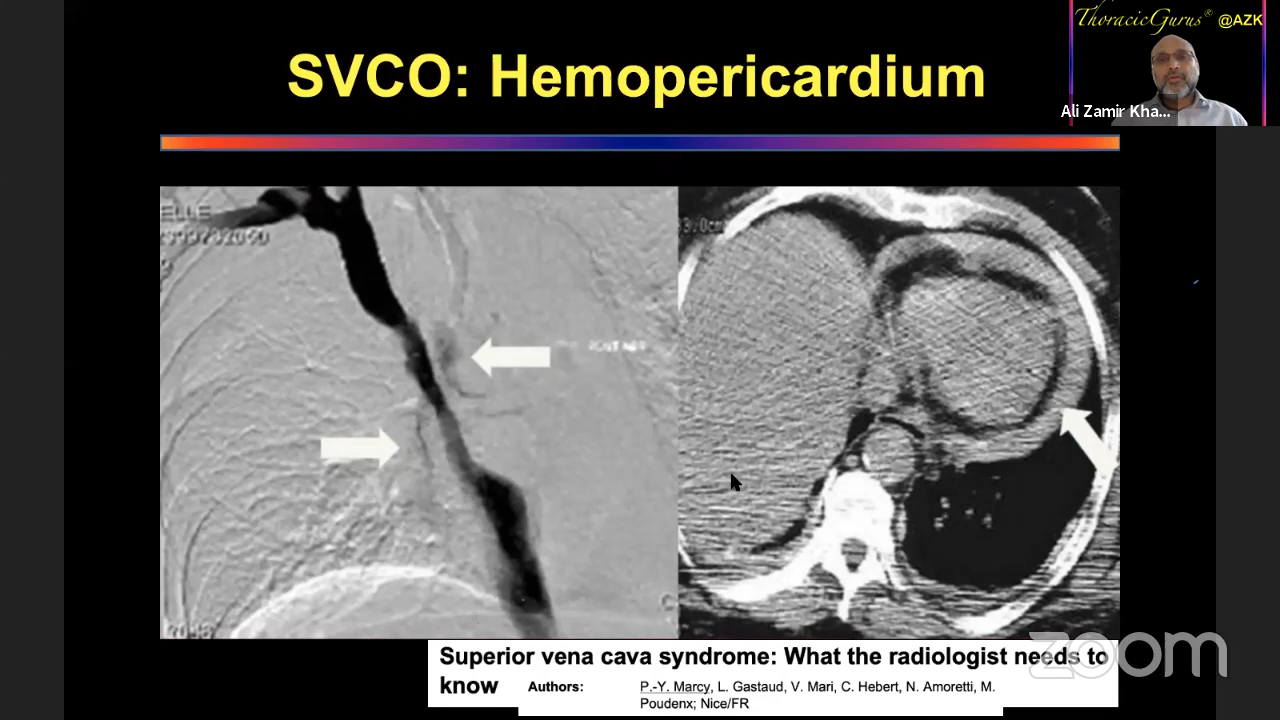 ThoracicGurus® @AZK
SVCO: Hemopericardium
Ali Zamir Kha...
ELLE
Superior vena cava syndrome: What the radiologist needs to
know
Authors:
P.-Y. Marcy, L. Gastaud, V. Mari, C. Hebert, N. Amoretti, M.
Poudenx; Nice/FR
zoom